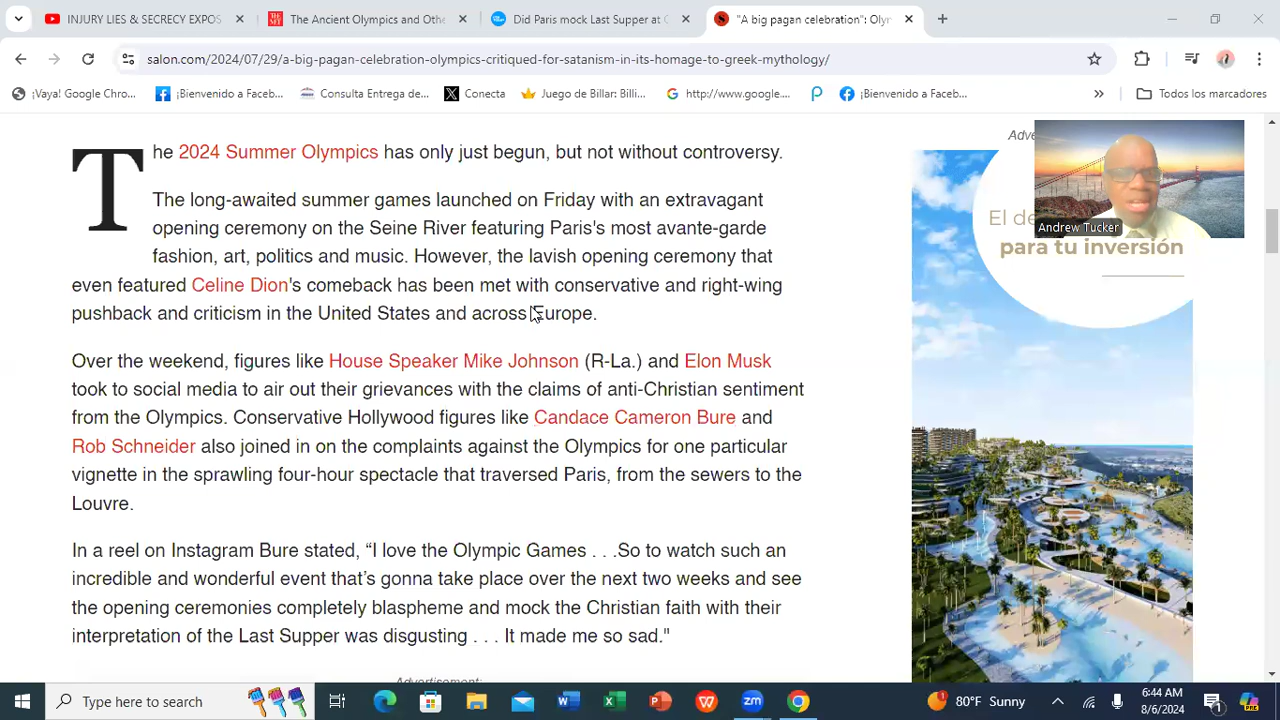 INJURY LIES & SECRECY EXPOS
The Ancient Olympics and Othe
Did Paris mock Last Supper at O
"A big pagan celebration": Olym
salon.com/2024/07/29/a-big-pagan-celebration-olympics-critiqued-for-satanism-in-its-homage-to-greek-mythology/
¡Vaya! Google Chro...
¡Bienvenido a Faceb...
Consulta Entrega de...
Conecta
Juego de Billar: Billi...
http://www.google....
¡Bienvenido a Faceb...
Todos los marcadores
The 2024 Summer Olympics has only just begun, but not without controversy.
The long-awaited summer games launched on Friday with an extravagant
opening ceremony on the Seine River featuring Paris's most avante-garde
fashion, art, politics and music. However, the lavish opening ceremony that
even featured Celine Dion's comeback has been met with conservative and right-wing
pushback and criticism in the United States and across Europe.
Over the weekend, figures like House Speaker Mike Johnson (R-La.) and Elon Musk
took to social media to air out their grievances with the claims of anti-Christian sentiment
from the Olympics. Conservative Hollywood figures like Candace Cameron Bure and
Rob Schneider also joined in on the complaints against the Olympics for one particular
vignette in the sprawling four-hour spectacle that traversed Paris, from the sewers to the
Louvre.
In a reel on Instagram Bure stated, “I love the Olympic Games . . .So to watch such an
incredible and wonderful event that’s gonna take place over the next two weeks and see
the opening ceremonies completely blaspheme and mock the Christian faith with their
interpretation of the Last Supper was disgusting . . . It made me so sad."
Advertisement:
Adve
Andrew Tucker
El de
para tu inversión
Type here to search
80°F Sunny
6:44 AM
8/6/2024